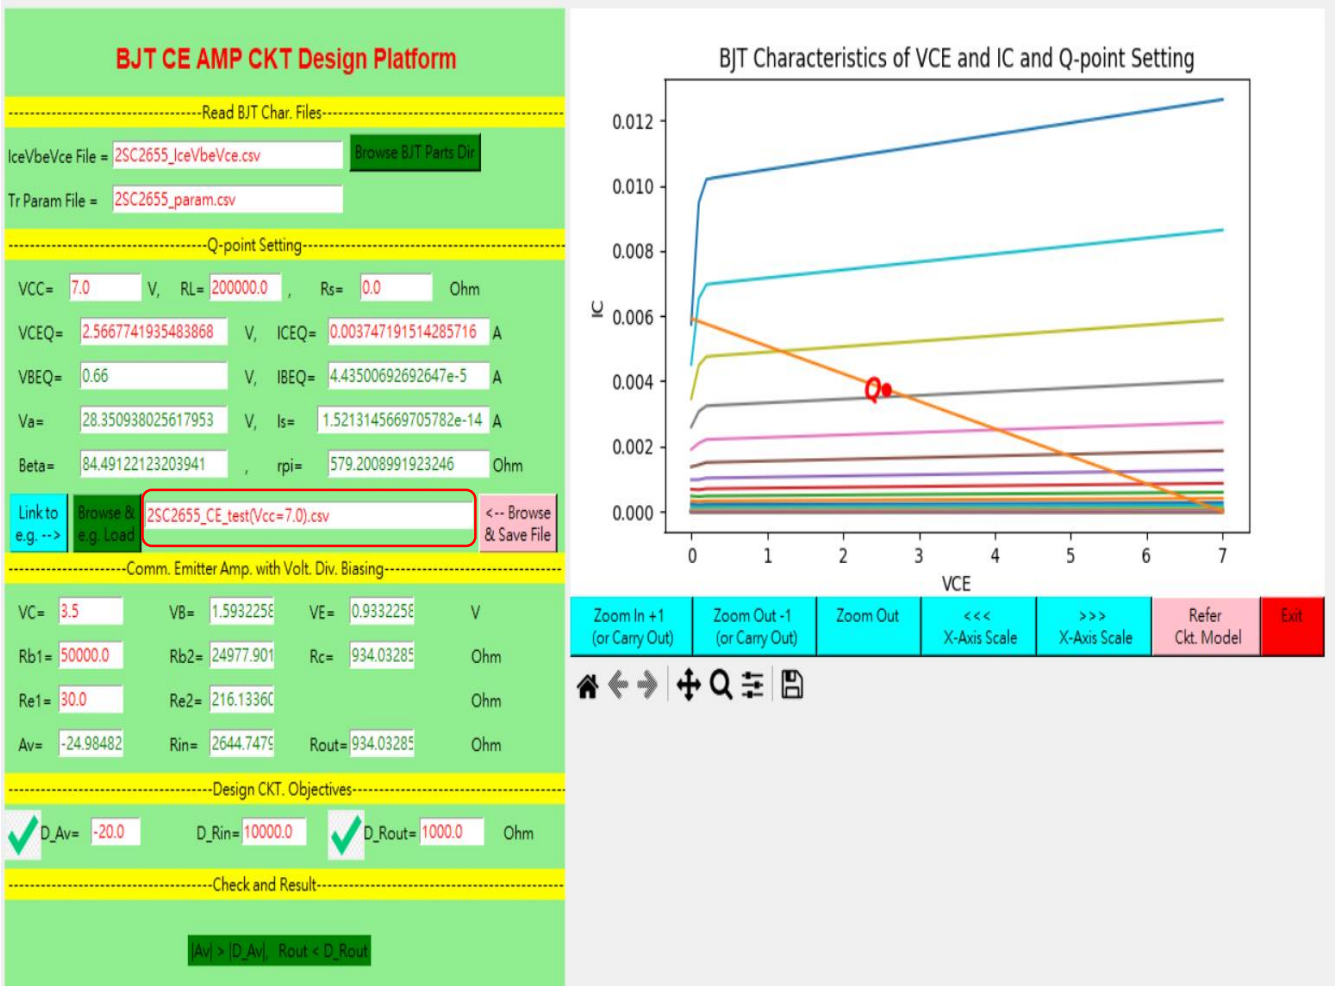 BJT CE AMP CKT Design Platform
-----Read BJT Char. Files-----
IceVbeVce File = 2SC2655_IceVbeVce.csv Browse BJT Parts Dir
Tr Param File = 2SC2655_param.csv
-----Q-point Setting-----
VCC= 7.0 V, RL= 200000.0 , Rs= 0.0 Ohm
VCEQ= 2.5667741935483868 V, ICEQ= 0.003747191514285716 A
VBEQ= 0.66 V, IBEQ= 4.43500692692647e-5 A
Va= 28.350938025617953 V, Is= 1.5213145669705782e-14 A
Beta= 84.49122123203941 , rpi= 579.2008991923246 Ohm
Link to e.g. --> Browse & e.g. Load 2SC2655_CE_test(Vcc=7.0).csv <-- Browse & Save File
-----Comm. Emitter Amp. with Volt. Div. Biasing-----
VC= 3.5 VB= 1.5932258 VE= 0.9332258 V
Rb1= 50000.0 Rb2= 24977.901 Rc= 934.03285 Ohm
Re1= 30.0 Re2= 216.1336 Ohm
Av= -24.98482 Rin= 2644.7479 Rout= 934.03285 Ohm
-----Design CKT. Objectives-----
D_Av= -20.0 D_Rin= 10000.0 D_Rout= 1000.0 Ohm
-----Check and Result-----
|Av| > |D_Av|, Rout < D_Rout
BJT Characteristics of VCE and IC and Q-point Setting
0.012
0.010
0.008
0.006
0.004
0.002
0.000
IC
Q
0 1 2 3 4 5 6 7
VCE
Zoom In +1 (or Carry Out) Zoom Out -1 (or Carry Out) Zoom Out <<< X-Axis Scale >>> X-Axis Scale Refer Ckt. Model Exit